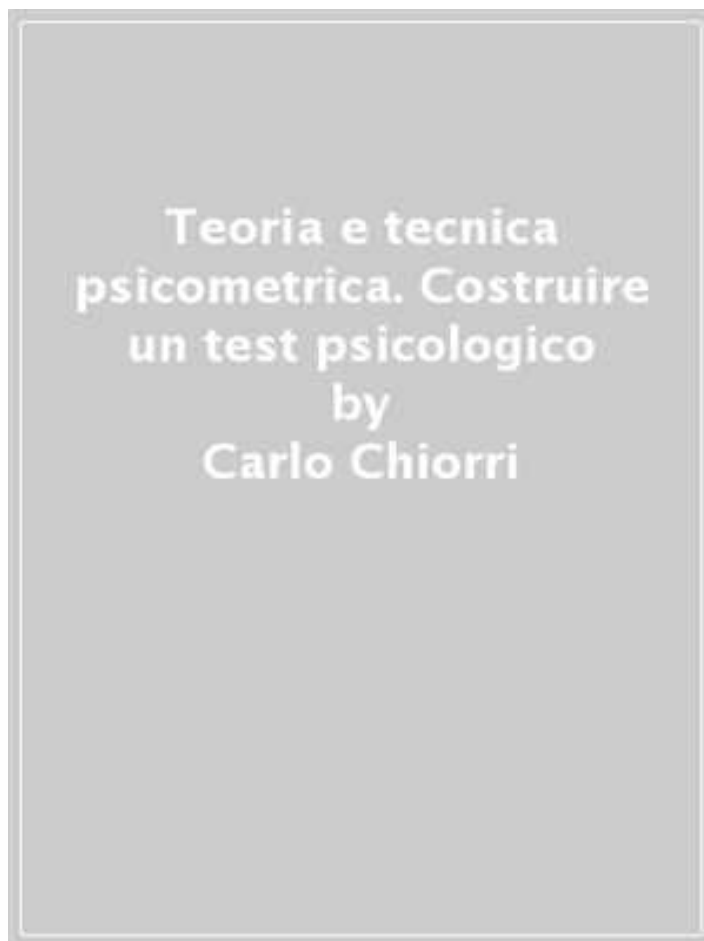 Teoria e tecnica
psicometrica. Costruire
un test psicologico
by
Carlo Chiorri